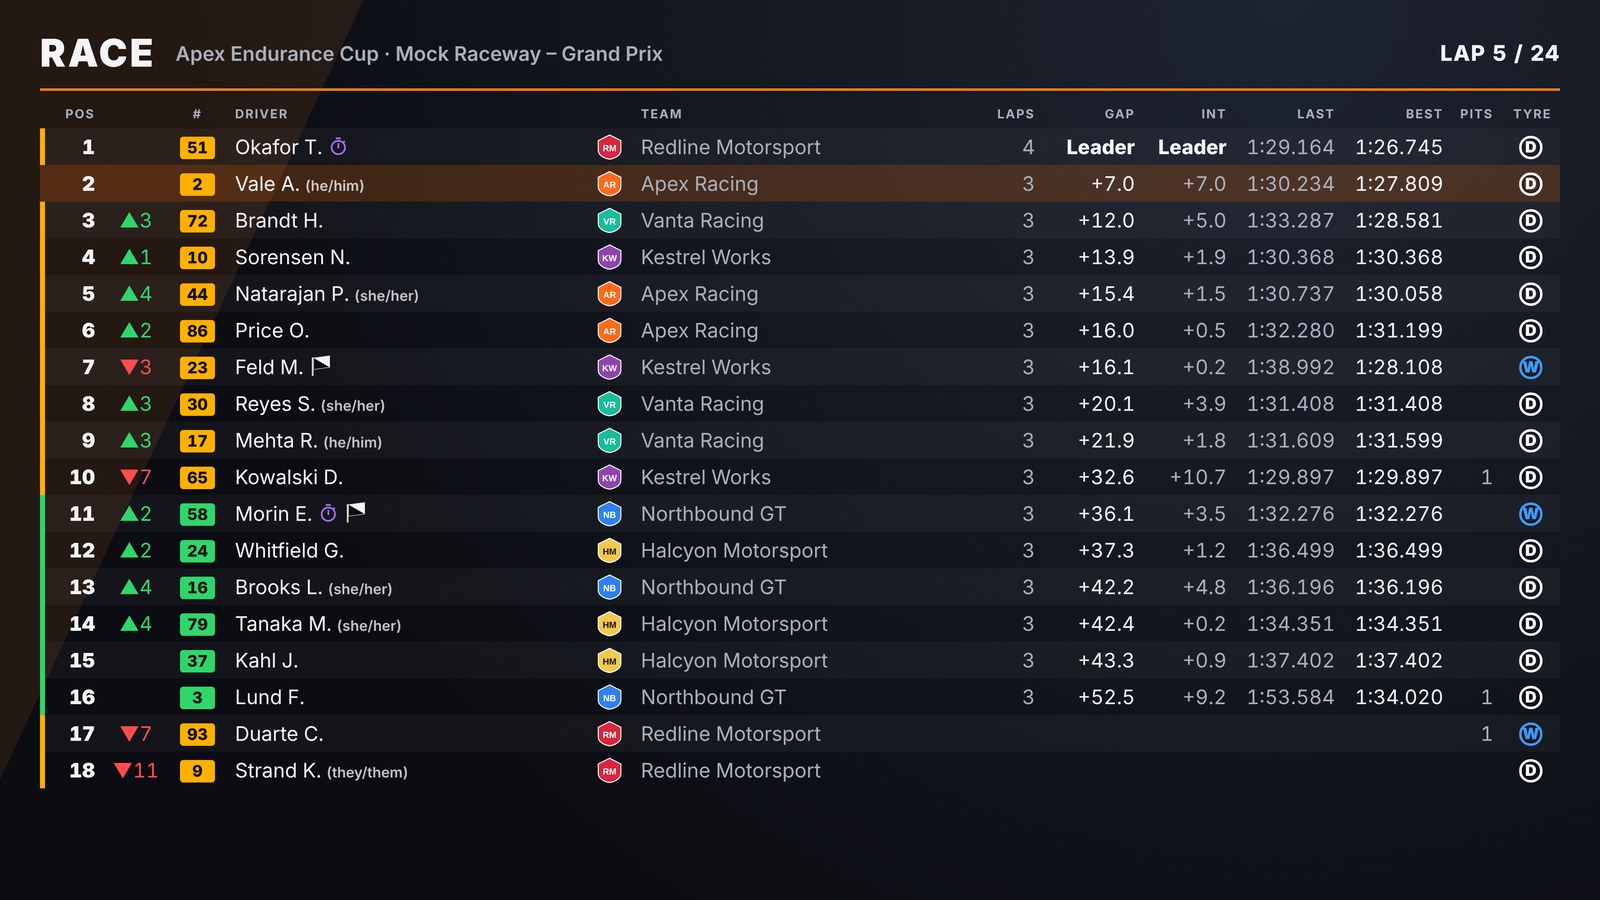 RACE Apex Endurance Cup · Mock Raceway – Grand Prix LAP 5 / 24
POS # DRIVER TEAM LAPS GAP INT LAST BEST PITS TYRE
1 51 Okafor T. RM Redline Motorsport 4 Leader Leader 1:29.164 1:26.745 D
2 2 Vale A. (he/him) AR Apex Racing 3 +7.0 +7.0 1:30.234 1:27.809 D
3 ▲3 72 Brandt H. VR Vanta Racing 3 +12.0 +5.0 1:33.287 1:28.581 D
4 ▲1 10 Sorensen N. KW Kestrel Works 3 +13.9 +1.9 1:30.368 1:30.368 D
5 ▲4 44 Natarajan P. (she/her) AR Apex Racing 3 +15.4 +1.5 1:30.737 1:30.058 D
6 ▲2 86 Price O. AR Apex Racing 3 +16.0 +0.5 1:32.280 1:31.199 D
7 ▼3 23 Feld M. KW Kestrel Works 3 +16.1 +0.2 1:38.992 1:28.108 W
8 ▲3 30 Reyes S. (she/her) VR Vanta Racing 3 +20.1 +3.9 1:31.408 1:31.408 D
9 ▲3 17 Mehta R. (he/him) VR Vanta Racing 3 +21.9 +1.8 1:31.609 1:31.599 D
10 ▼7 65 Kowalski D. KW Kestrel Works 3 +32.6 +10.7 1:29.897 1:29.897 1 D
11 ▲2 58 Morin E. NB Northbound GT 3 +36.1 +3.5 1:32.276 1:32.276 W
12 ▲2 24 Whitfield G. HM Halcyon Motorsport 3 +37.3 +1.2 1:36.499 1:36.499 D
13 ▲4 16 Brooks L. (she/her) NB Northbound GT 3 +42.2 +4.8 1:36.196 1:36.196 D
14 ▲4 79 Tanaka M. (she/her) HM Halcyon Motorsport 3 +42.4 +0.2 1:34.351 1:34.351 D
15 37 Kahl J. HM Halcyon Motorsport 3 +43.3 +0.9 1:37.402 1:37.402 D
16 3 Lund F. NB Northbound GT 3 +52.5 +9.2 1:53.584 1:34.020 1 D
17 ▼7 93 Duarte C. RM Redline Motorsport 1 W
18 ▼11 9 Strand K. (they/them) RM Redline Motorsport D